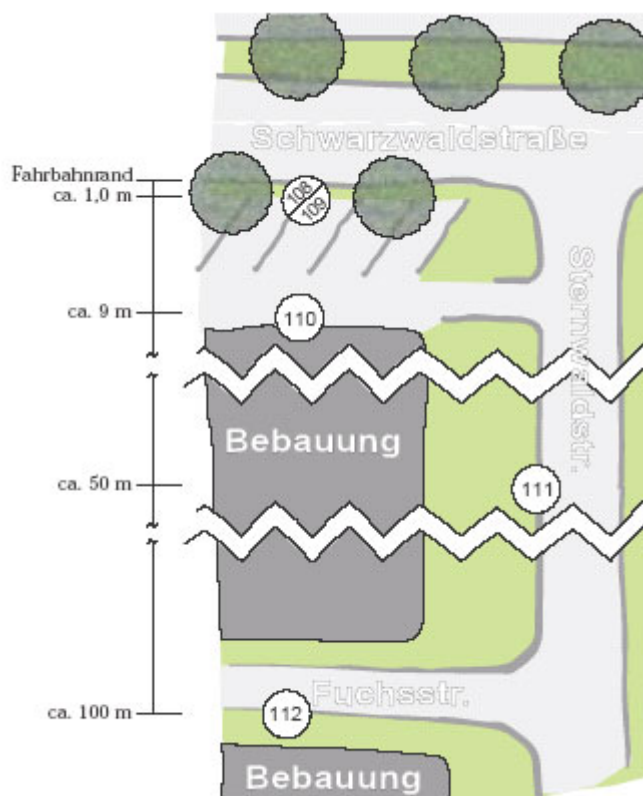 Schwarzwaldstraße
Fahrbahnrand
ca. 1,0 m
108
109
Sternwaldstr.
ca. 9 m
110
Bebauung
ca. 50 m
111
Fuchsstr.
ca. 100 m
112
Bebauung